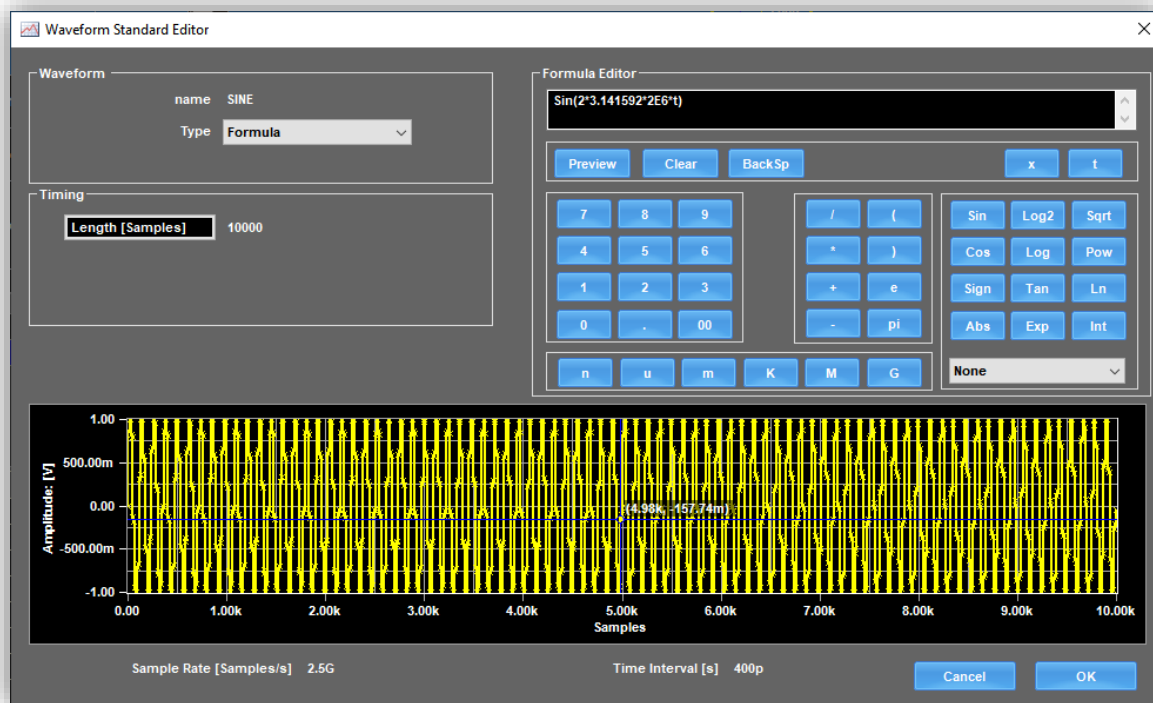 Waveform Standard Editor
Waveform
name SINE
Type Formula
Timing
Length [Samples] 10000
Formula Editor
Sin(2*3.141592*2E6*t)
Preview Clear BackSp x t
7 8 9 / ( Sin Log2 Sqrt
4 5 6 * ) Cos Log Pow
1 2 3 + e Sign Tan Ln
0 . 00 - pi Abs Exp Int
n u m K M G None
Amplitude: [V]
1.00
500.00m
0.00
-500.00m
-1.00
(4.98k, -157.74m)
0.00 1.00k 2.00k 3.00k 4.00k 5.00k 6.00k 7.00k 8.00k 9.00k 10.00k
Samples
Sample Rate [Samples/s] 2.5G Time Interval [s] 400p
Cancel OK